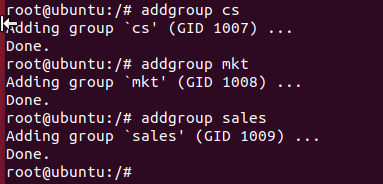 root@ubuntu:/# addgroup cs
Adding group `cs' (GID 1007) ...
Done.
root@ubuntu:/# addgroup mkt
Adding group `mkt' (GID 1008) ...
Done.
root@ubuntu:/# addgroup sales
Adding group `sales' (GID 1009) ...
Done.
root@ubuntu:/#